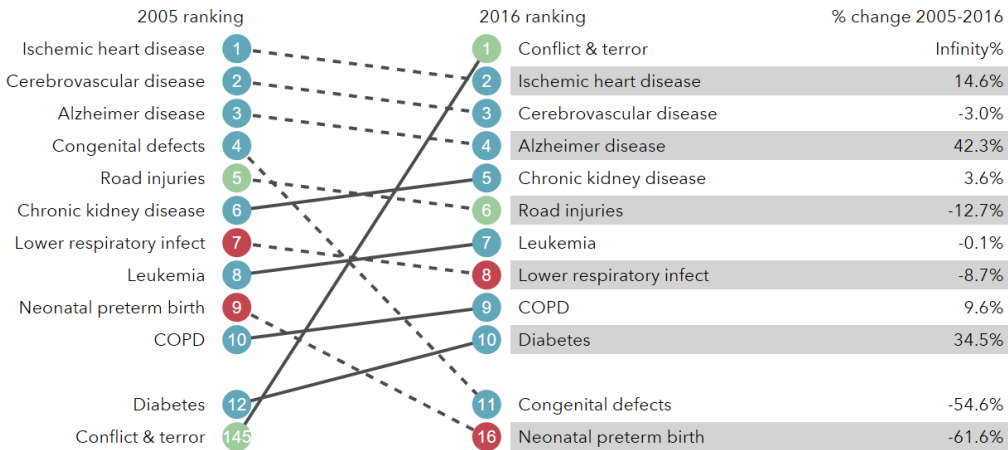 2005 ranking 2016 ranking % change 2005-2016
Ischemic heart disease 1 1 Conflict & terror Infinity%
Cerebrovascular disease 2 2 Ischemic heart disease 14.6%
Alzheimer disease 3 3 Cerebrovascular disease -3.0%
Congenital defects 4 4 Alzheimer disease 42.3%
Road injuries 5 5 Chronic kidney disease 3.6%
Chronic kidney disease 6 6 Road injuries -12.7%
Lower respiratory infect 7 7 Leukemia -0.1%
Leukemia 8 8 Lower respiratory infect -8.7%
Neonatal preterm birth 9 9 COPD 9.6%
COPD 10 10 Diabetes 34.5%
Diabetes 12 11 Congenital defects -54.6%
Conflict & terror 145 16 Neonatal preterm birth -61.6%